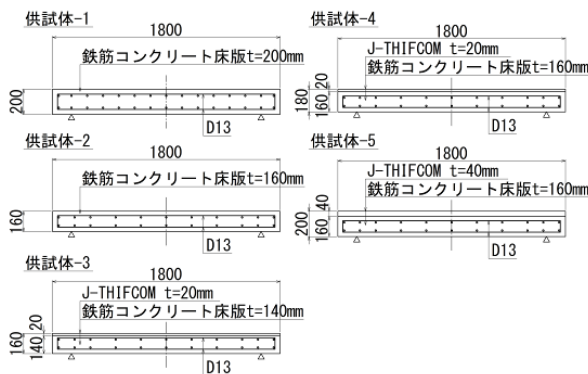 供試体-1
1800
鉄筋コンクリート床版t=200mm
200
D13
供試体-2
1800
鉄筋コンクリート床版t=160mm
160
D13
供試体-3
1800
J-THIFCOM t=20mm
鉄筋コンクリート床版t=140mm
20
160
140
D13
供試体-4
1800
J-THIFCOM t=20mm
鉄筋コンクリート床版t=160mm
20
180
160
D13
供試体-5
1800
J-THIFCOM t=40mm
鉄筋コンクリート床版t=160mm
40
200
160
D13